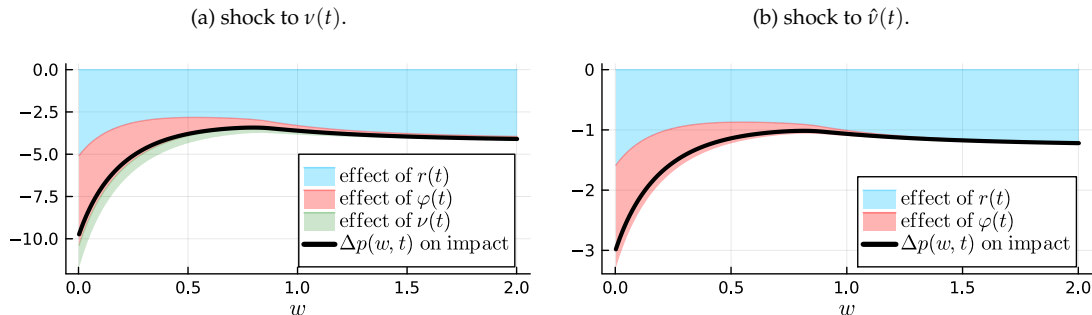 (a) shock to ν(t).
0.0
−2.5
−5.0
−7.5
−10.0
effect of r(t)
effect of φ(t)
effect of ν(t)
Δp(w, t) on impact
0.0 0.5 1.0 1.5 2.0
w
(b) shock to ν̂(t).
0
−1
−2
−3
effect of r(t)
effect of φ(t)
Δp(w, t) on impact
0.0 0.5 1.0 1.5 2.0
w